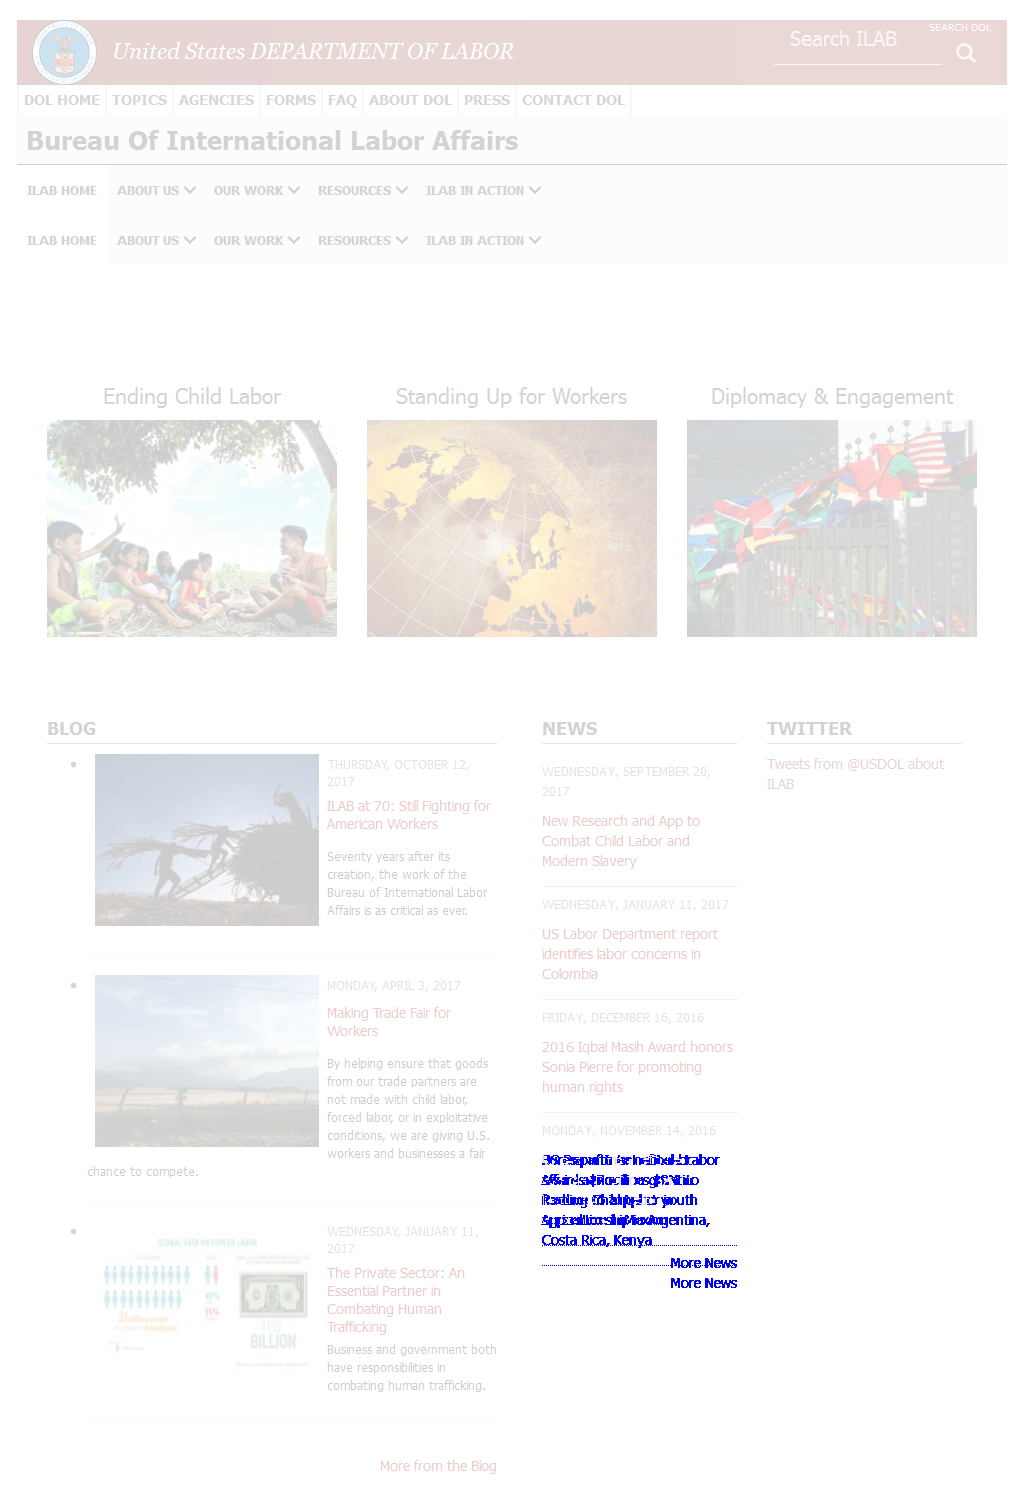 SEARCH DOL
United States DEPARTMENT OF LABOR
Search ILAB
DOL HOME TOPICS AGENCIES FORMS FAQ ABOUT DOL PRESS CONTACT DOL
Bureau Of International Labor Affairs
ILAB HOME ABOUT US OUR WORK RESOURCES ILAB IN ACTION
ILAB HOME ABOUT US OUR WORK RESOURCES ILAB IN ACTION
Ending Child Labor
Standing Up for Workers
Diplomacy & Engagement
BLOG
THURSDAY, OCTOBER 12,
2017
ILAB at 70: Still Fighting for
American Workers
Seventy years after its
creation, the work of the
Bureau of International Labor
Affairs is as critical as ever.
MONDAY, APRIL 3, 2017
Making Trade Fair for
Workers
By helping ensure that goods
from our trade partners are
not made with child labor,
forced labor, or in exploitative
conditions, we are giving U.S.
workers and businesses a fair
chance to compete.
GLOBAL DATA ON FORCED LABOR
21 million people
45%
55%
$150
BILLION
WEDNESDAY, JANUARY 11,
2017
The Private Sector: An
Essential Partner in
Combating Human
Trafficking
Business and government both
have responsibilities in
combating human trafficking.
More from the Blog
NEWS
WEDNESDAY, SEPTEMBER 20,
2017
New Research and App to
Combat Child Labor and
Modern Slavery
WEDNESDAY, JANUARY 11, 2017
US Labor Department report
identifies labor concerns in
Colombia
FRIDAY, DECEMBER 16, 2016
2016 Iqbal Masih Award honors
Sonia Pierre for promoting
human rights
MONDAY, NOVEMBER 14, 2016
Labor
youth
Argentina,
Costa Rica, Kenya
More News
More News
TWITTER
Tweets from @USDOL about
ILAB